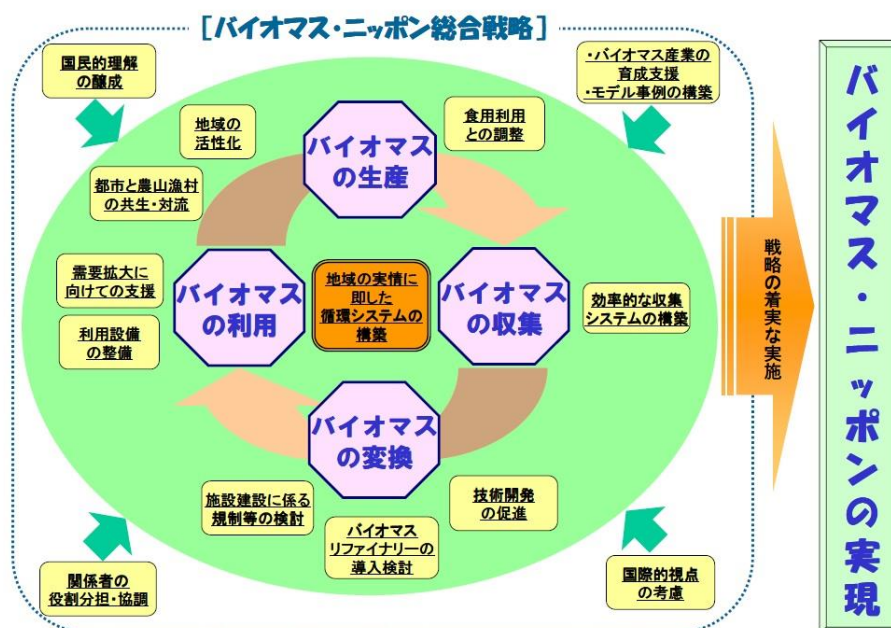 [バイオマス・ニッポン総合戦略]
国民的理解
の醸成
・バイオマス産業の
育成支援
・モデル事例の構築
地域の
活性化
バイオマス
の生産
食用利用
との調整
都市と農山漁村
の共生・対流
需要拡大に
向けての支援
利用設備
の整備
バイオマス
の利用
地域の実情に
即した
循環システムの
構築
バイオマス
の収集
効率的な収集
システムの構築
バイオマス
の変換
施設建設に係る
規制等の検討
バイオマス
リファイナリーの
導入検討
技術開発
の促進
関係者の
役割分担・協調
国際的視点
の考慮
戦略の着実な実施
バイオマス・ニッポンの実現